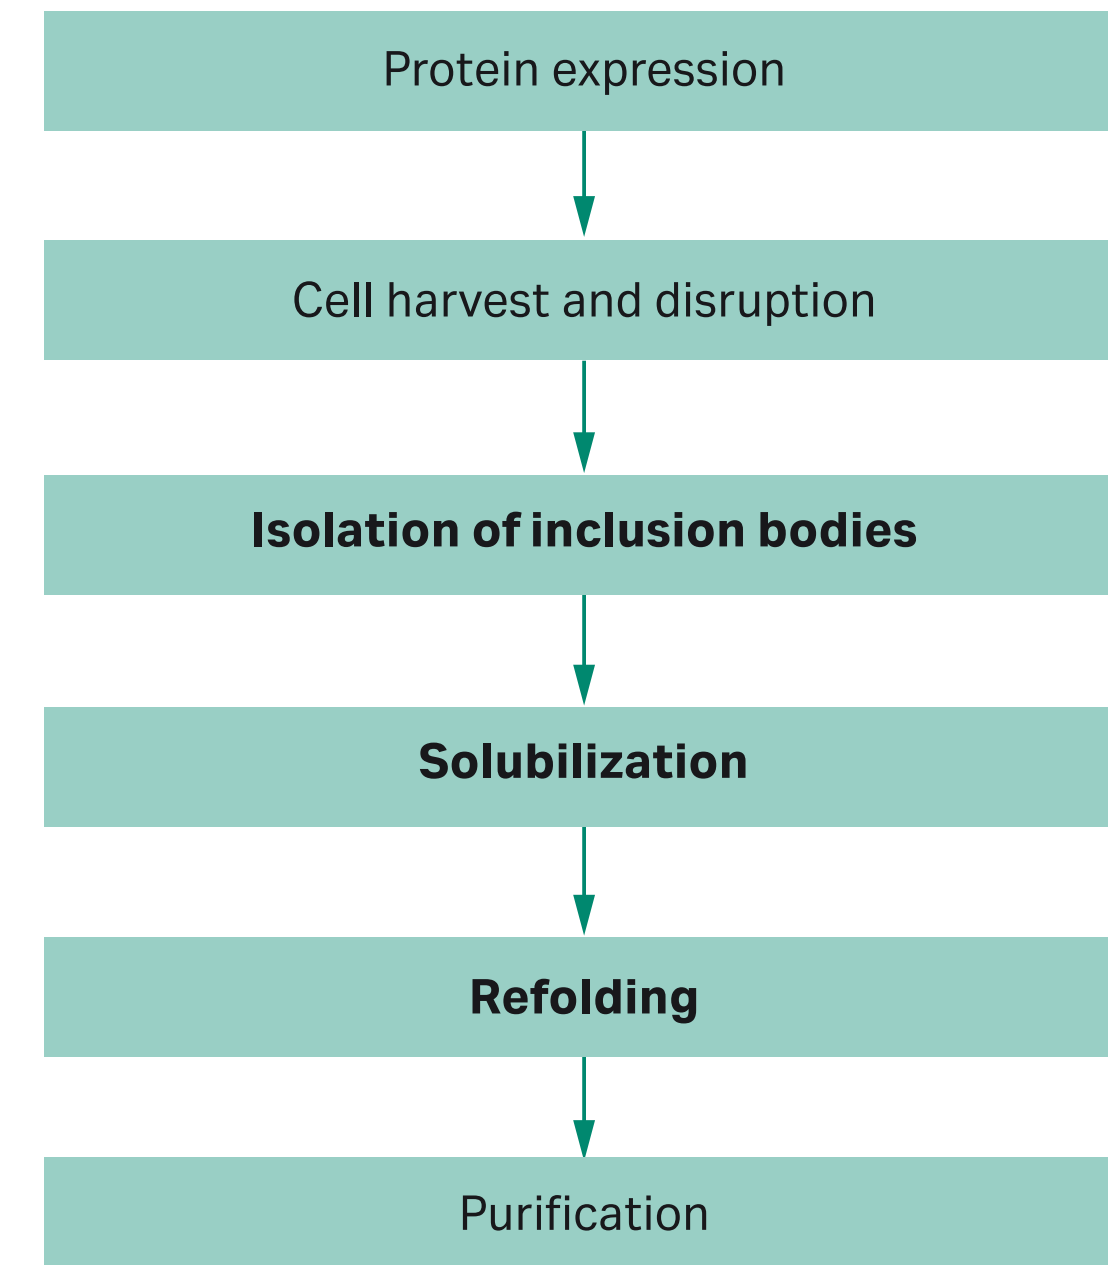 Protein expression
Cell harvest and disruption
Isolation of inclusion bodies
Solubilization
Refolding
Purification